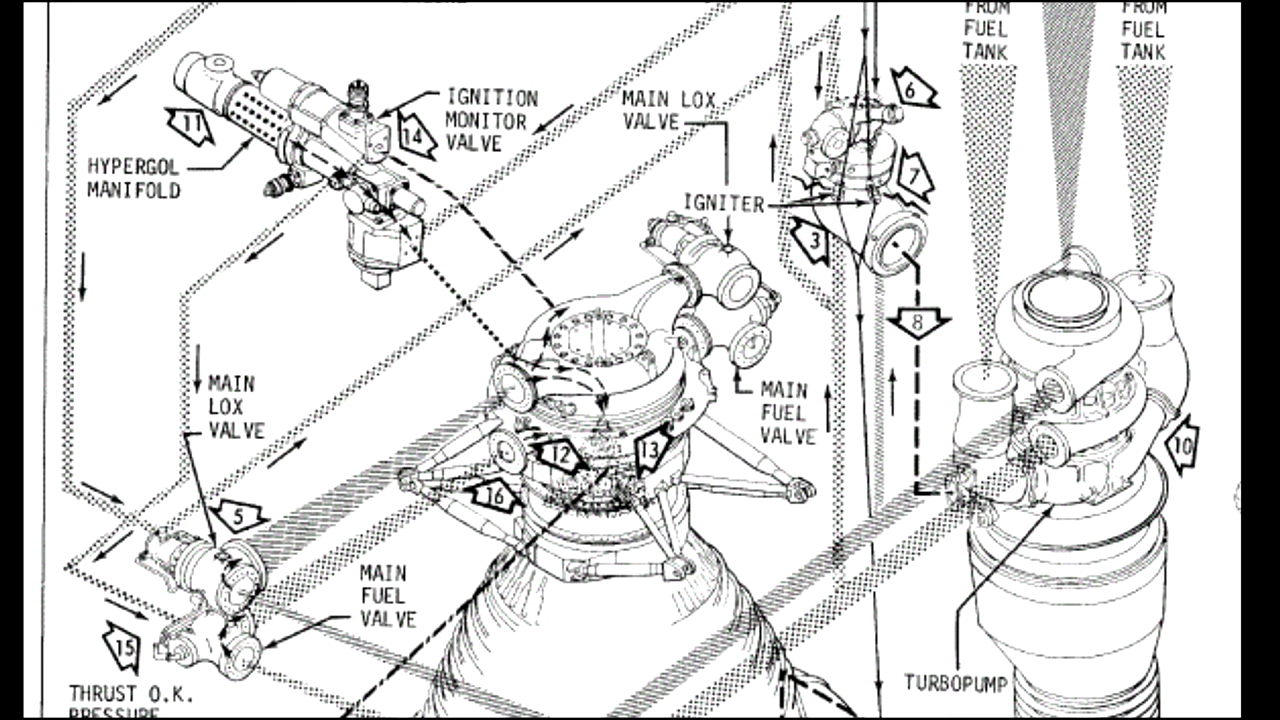 FROM
FUEL
TANK
FROM
FUEL
TANK
6
11
14
IGNITION
MONITOR
VALVE
MAIN LOX
VALVE
HYPERGOL
MANIFOLD
7
IGNITER
3
8
MAIN
LOX
VALVE
MAIN
FUEL
VALVE
10
12
13
16
5
MAIN
FUEL
VALVE
15
THRUST O.K.
PRESSURE
TURBOPUMP